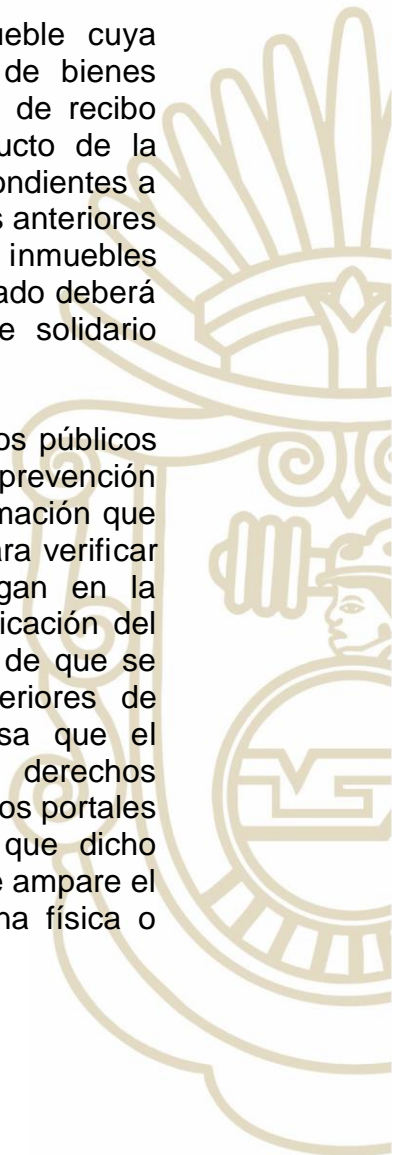 ueble cuya
de bienes
de recibo
ucto de la
ondientes a
s anteriores
inmuebles
ado deberá
e solidario
os públicos
prevención
mación que
ara verificar
gan en la
icación del
de que se
eriores de
sa que el
derechos
os portales
que dicho
e ampare el
na física o